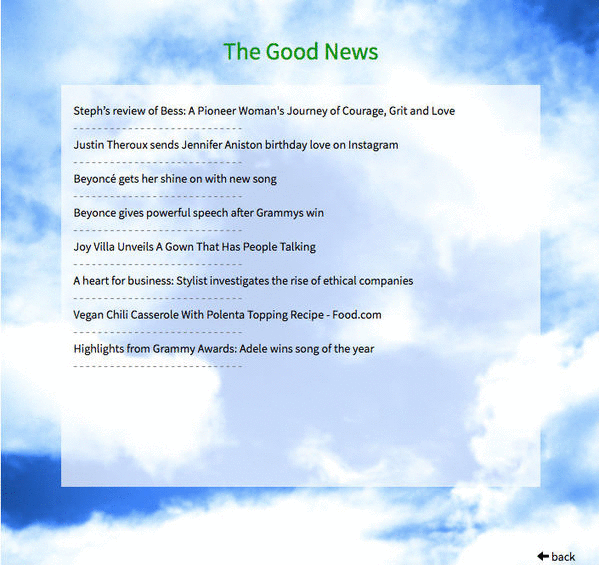 The Good News
Steph's review of Bess: A Pioneer Woman's Journey of Courage, Grit and Love
Justin Theroux sends Jennifer Aniston birthday love on Instagram
Beyoncé gets her shine on with new song
Beyonce gives powerful speech after Grammys win
Joy Villa Unveils A Gown That Has People Talking
A heart for business: Stylist investigates the rise of ethical companies
Vegan Chili Casserole With Polenta Topping Recipe - Food.com
Highlights from Grammy Awards: Adele wins song of the year
back